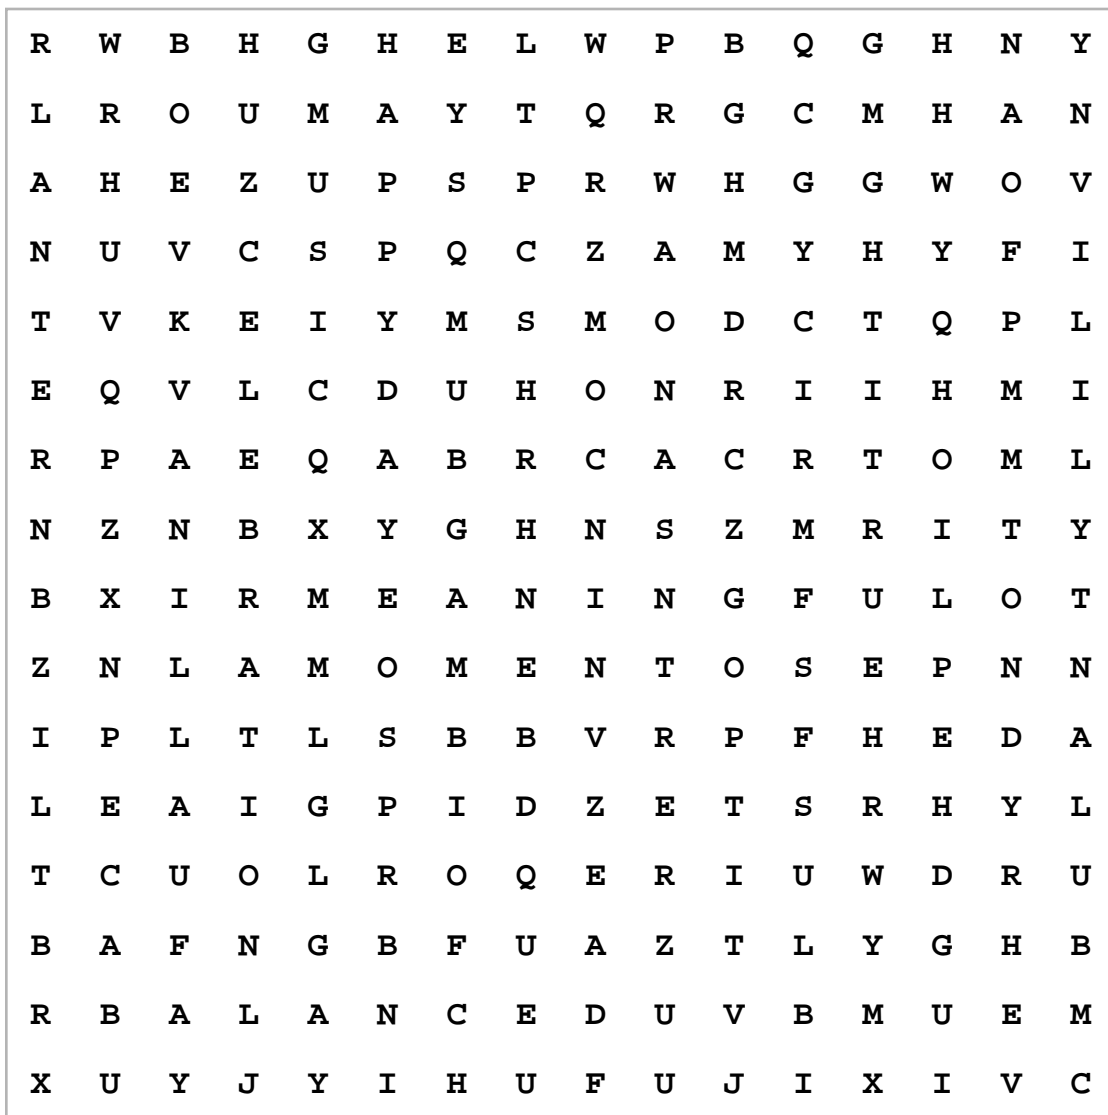 R W B H G H E L W P B Q G H N Y
L R O U M A Y T Q R G C M H A N
A H E Z U P S P R W H G G W O V
N U V C S P Q C Z A M Y H Y F I
T V K E I Y M S M O D C T Q P L
E Q V L C D U H O N R I I H M I
R P A E Q A B R C A C R T O M L
N Z N B X Y G H N S Z M R I T Y
B X I R M E A N I N G F U L O T
Z N L A M O M E N T O S E P N N
I P L T L S B B V R P F H E D A
L E A I G P I D Z E T S R H Y L
T C U O L R O Q E R I U W D R U
B A F N G B F U A Z T L Y G H B
R B A L A N C E D U V B M U E M
X U Y J Y I H U F U J I X I V C